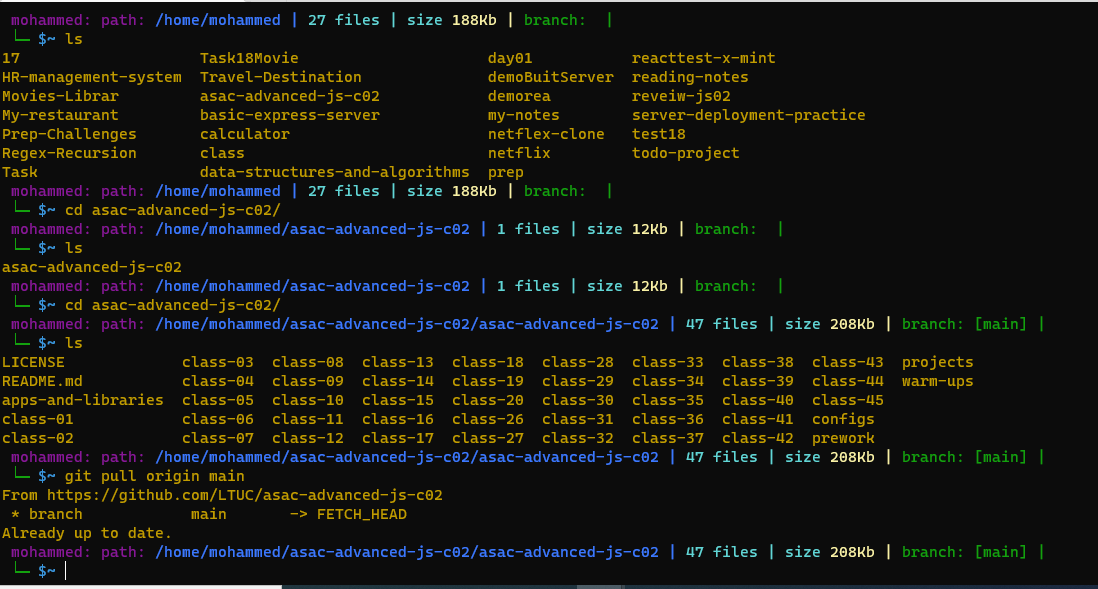 mohammed: path: /home/mohammed | 27 files | size 188Kb | branch:  |
└─ $~ ls
17                    Task18Movie                     day01            reacttest-x-mint
HR-management-system  Travel-Destination              demoBuitServer   reading-notes
Movies-Librar         asac-advanced-js-c02            demorea          reveiw-js02
My-restaurant         basic-express-server            my-notes         server-deployment-practice
Prep-Challenges       calculator                      netflex-clone    test18
Regex-Recursion       class                           netflix          todo-project
Task                  data-structures-and-algorithms  prep
mohammed: path: /home/mohammed | 27 files | size 188Kb | branch:  |
└─ $~ cd asac-advanced-js-c02/
mohammed: path: /home/mohammed/asac-advanced-js-c02 | 1 files | size 12Kb | branch:  |
└─ $~ ls
asac-advanced-js-c02
mohammed: path: /home/mohammed/asac-advanced-js-c02 | 1 files | size 12Kb | branch:  |
└─ $~ cd asac-advanced-js-c02/
mohammed: path: /home/mohammed/asac-advanced-js-c02/asac-advanced-js-c02 | 47 files | size 208Kb | branch: [main] |
└─ $~ ls
LICENSE             class-03  class-08  class-13  class-18  class-28  class-33  class-38  class-43  projects
README.md           class-04  class-09  class-14  class-19  class-29  class-34  class-39  class-44  warm-ups
apps-and-libraries  class-05  class-10  class-15  class-20  class-30  class-35  class-40  class-45
class-01            class-06  class-11  class-16  class-26  class-31  class-36  class-41  configs
class-02            class-07  class-12  class-17  class-27  class-32  class-37  class-42  prework
mohammed: path: /home/mohammed/asac-advanced-js-c02/asac-advanced-js-c02 | 47 files | size 208Kb | branch: [main] |
└─ $~ git pull origin main
From https://github.com/LTUC/asac-advanced-js-c02
 * branch            main       -> FETCH_HEAD
Already up to date.
mohammed: path: /home/mohammed/asac-advanced-js-c02/asac-advanced-js-c02 | 47 files | size 208Kb | branch: [main] |
└─ $~